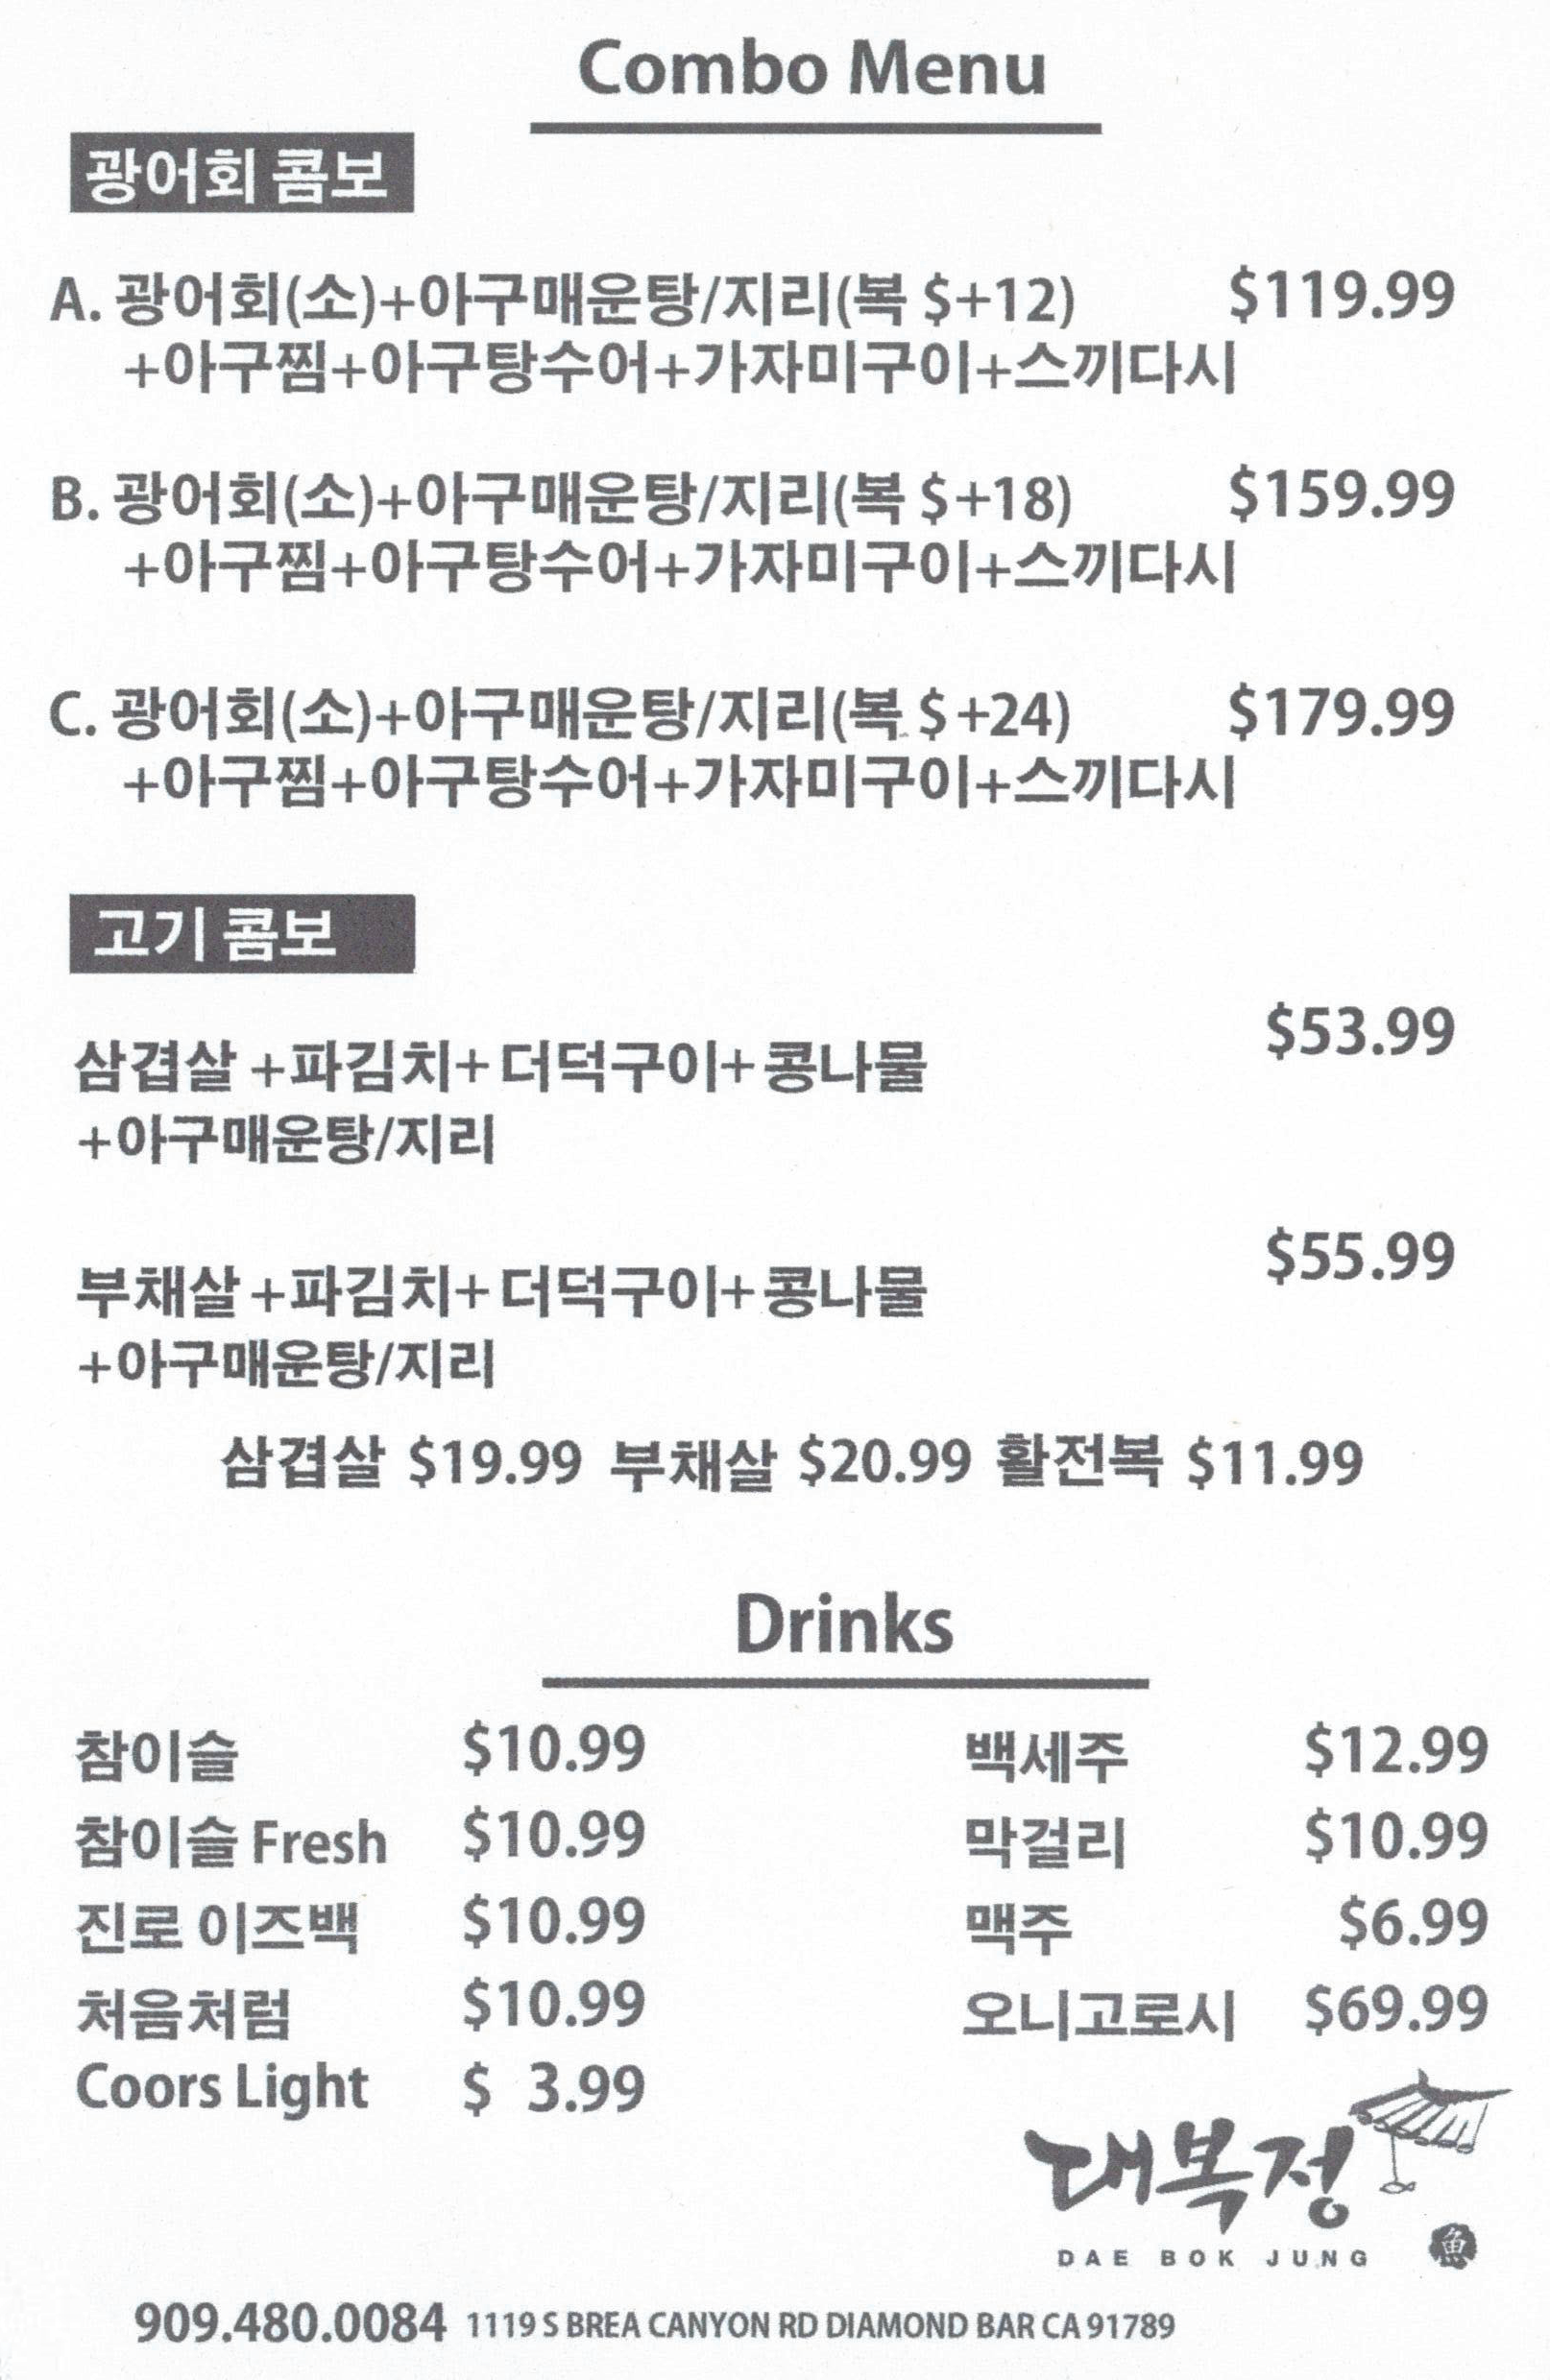 Combo Menu
광어회 콤보
A. 광어회(소)+아구매운탕/지리(복 $+12) $119.99
+아구찜+아구탕수어+가자미구이+스끼다시
B. 광어회(소)+아구매운탕/지리(복 $+18) $159.99
+아구찜+아구탕수어+가자미구이+스끼다시
C. 광어회(소)+아구매운탕/지리(복 $+24) $179.99
+아구찜+아구탕수어+가자미구이+스끼다시
고기 콤보
삼겹살 +파김치+ 더덕구이+ 콩나물 $53.99
+아구매운탕/지리
부채살 +파김치+ 더덕구이+ 콩나물 $55.99
+아구매운탕/지리
삼겹살 $19.99 부채살 $20.99 활전복 $11.99
Drinks
참이슬 $10.99 백세주 $12.99
참이슬 Fresh $10.99 막걸리 $10.99
진로 이즈백 $10.99 맥주 $6.99
처음처럼 $10.99 오니고로시 $69.99
Coors Light $ 3.99
대복정
DAE BOK JUNG 魚
909.480.0084 1119 S BREA CANYON RD DIAMOND BAR CA 91789